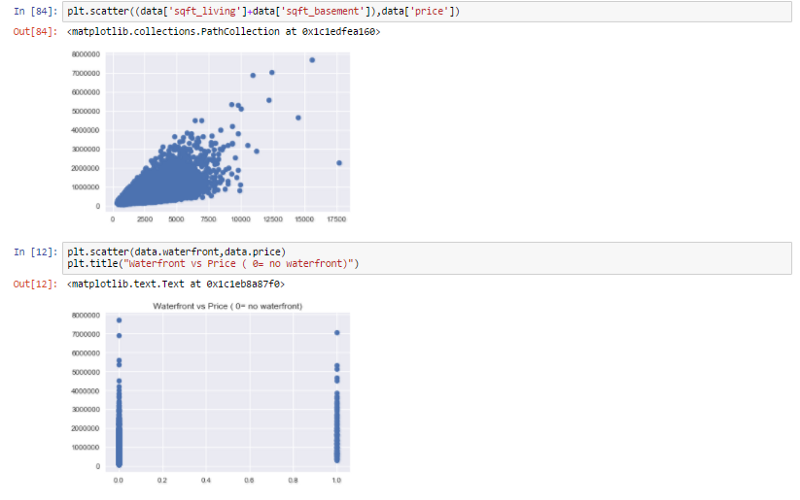 In [84]: plt.scatter((data['sqft_living']+data['sqft_basement']),data['price'])
Out[84]: <matplotlib.collections.PathCollection at 0x1c1edfea160>
8000000
7000000
6000000
5000000
4000000
3000000
2000000
1000000
0
0 2500 5000 7500 10000 12500 15000 17500
In [12]: plt.scatter(data.waterfront,data.price)
plt.title("Waterfront vs Price ( 0= no waterfront)")
Out[12]: <matplotlib.text.Text at 0x1c1eb8a87f0>
Waterfront vs Price ( 0= no waterfront)
8000000
7000000
6000000
5000000
4000000
3000000
2000000
1000000
0
0.0 0.2 0.4 0.6 0.8 1.0